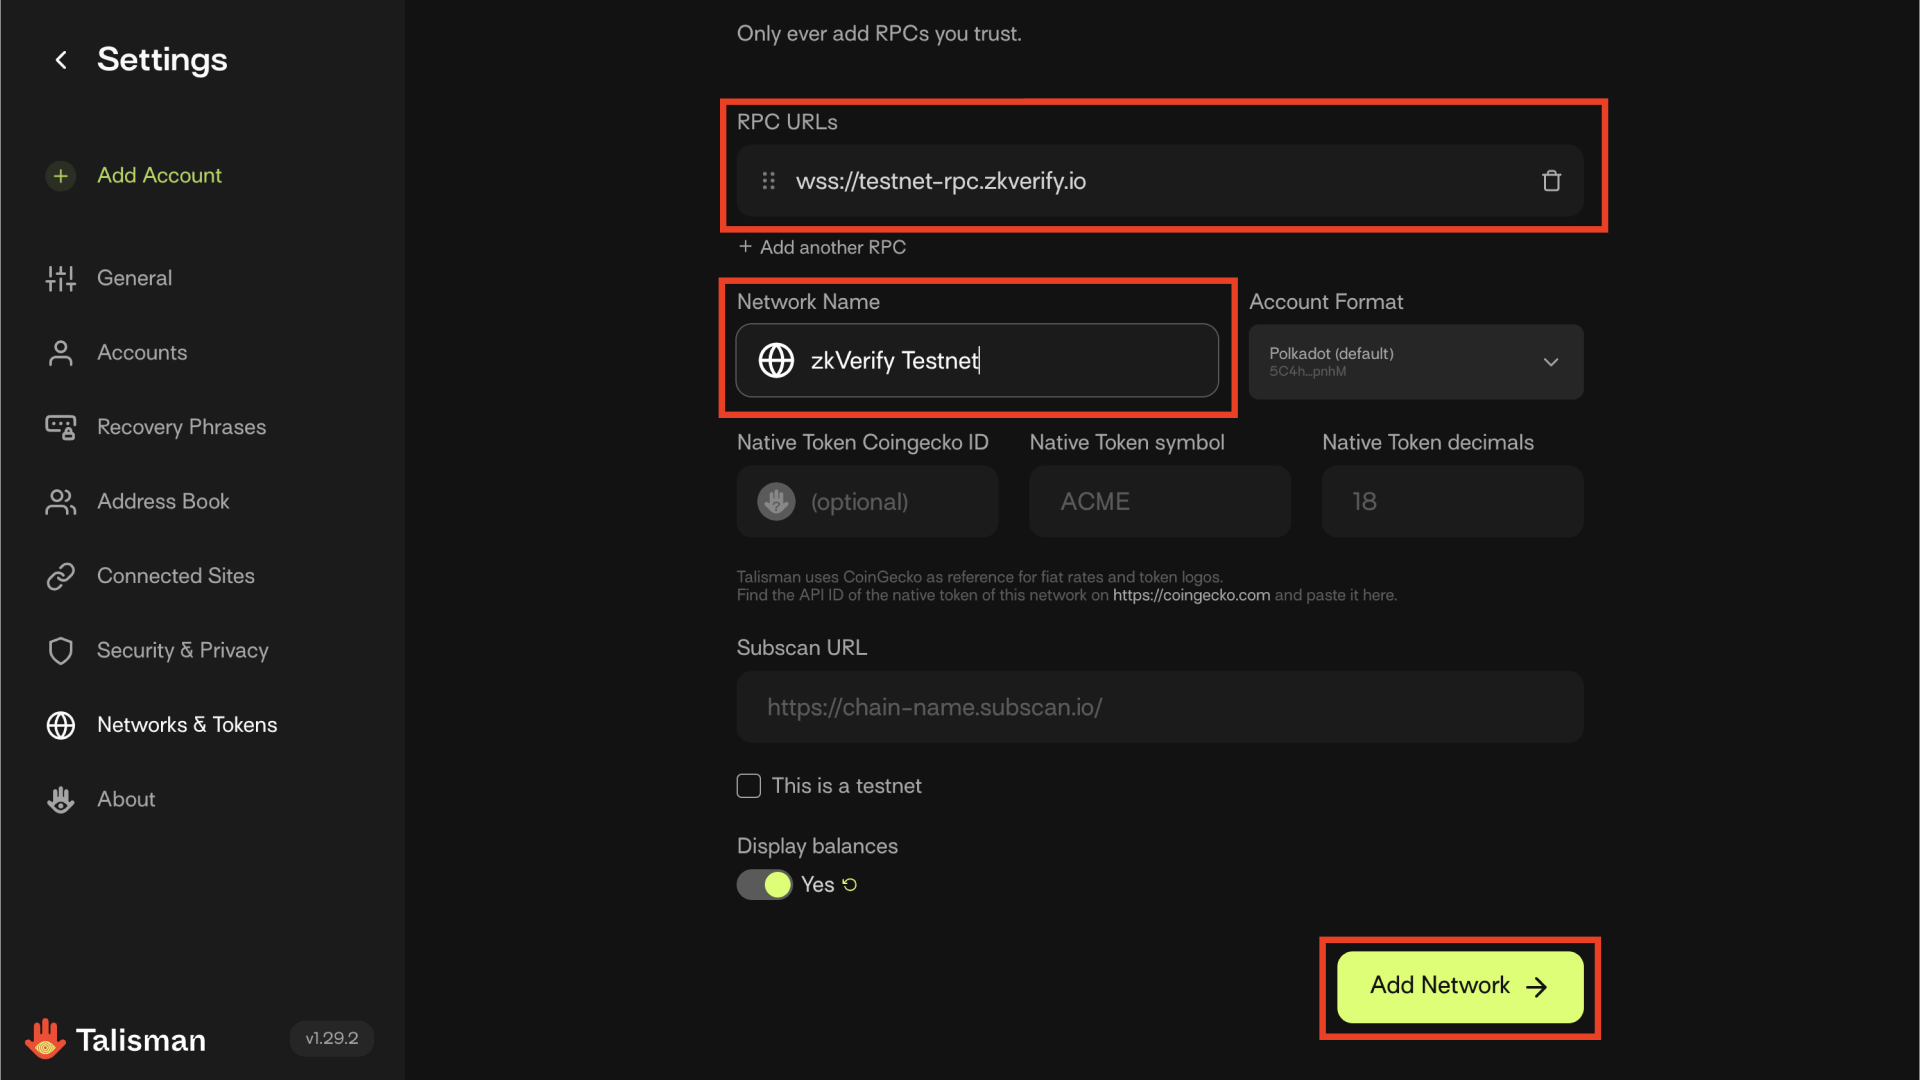 Settings
Add Account
General
Accounts
Recovery Phrases
Address Book
Connected Sites
Security & Privacy
Networks & Tokens
About
Talisman
v1.29.2
Only ever add RPCs you trust.
RPC URLs
wss://testnet-rpc.zkverify.io
+ Add another RPC
Network Name
Account Format
zkVerify Testnet
Polkadot (default)
5C4h...pnhM
Native Token Coingecko ID
Native Token symbol
Native Token decimals
(optional)
ACME
18
Talisman uses CoinGecko as reference for fiat rates and token logos.
Find the API ID of the native token of this network on https://coingecko.com and paste it here.
Subscan URL
https://chain-name.subscan.io/
This is a testnet
Display balances
Yes
Add Network →